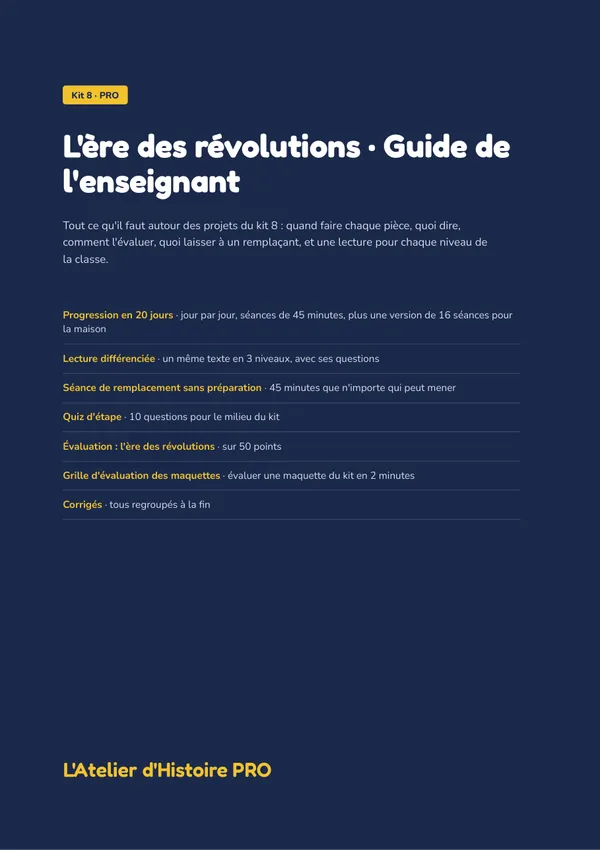 Kit 8 · PRO
L'ère des révolutions · Guide de
l'enseignant
Tout ce qu'il faut autour des projets du kit 8 : quand faire chaque pièce, quoi dire,
comment l'évaluer, quoi laisser à un remplaçant, et une lecture pour chaque niveau de
la classe.
Progression en 20 jours · jour par jour, séances de 45 minutes, plus une version de 16 séances pour
la maison
Lecture différenciée · un même texte en 3 niveaux, avec ses questions
Séance de remplacement sans préparation · 45 minutes que n'importe qui peut mener
Quiz d'étape · 10 questions pour le milieu du kit
Évaluation : l'ère des révolutions · sur 50 points
Grille d'évaluation des maquettes · évaluer une maquette du kit en 2 minutes
Corrigés · tous regroupés à la fin
L'Atelier d'Histoire PRO